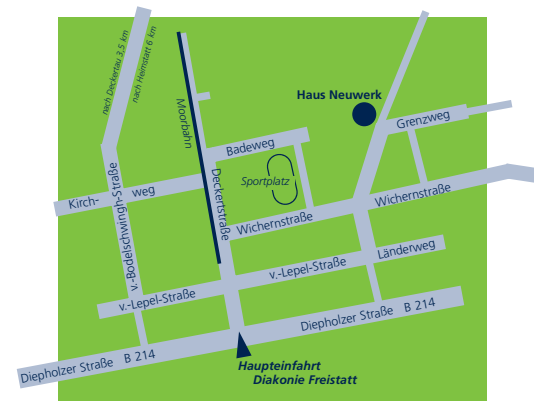 nach Deckertau 3,5 km
nach Heimstatt 6 km
Moorbahn
Haus Neuwerk
Grenzweg
Badeweg
Sportplatz
Kirch- weg
v.-Bodelschwingh-Straße
Deckertstraße
Wichernstraße
Wichernstraße
v.-Lepel-Straße
Länderweg
v.-Lepel-Straße
Diepholzer Straße B 214
Diepholzer Straße B 214
Haupteinfahrt
Diakonie Freistatt